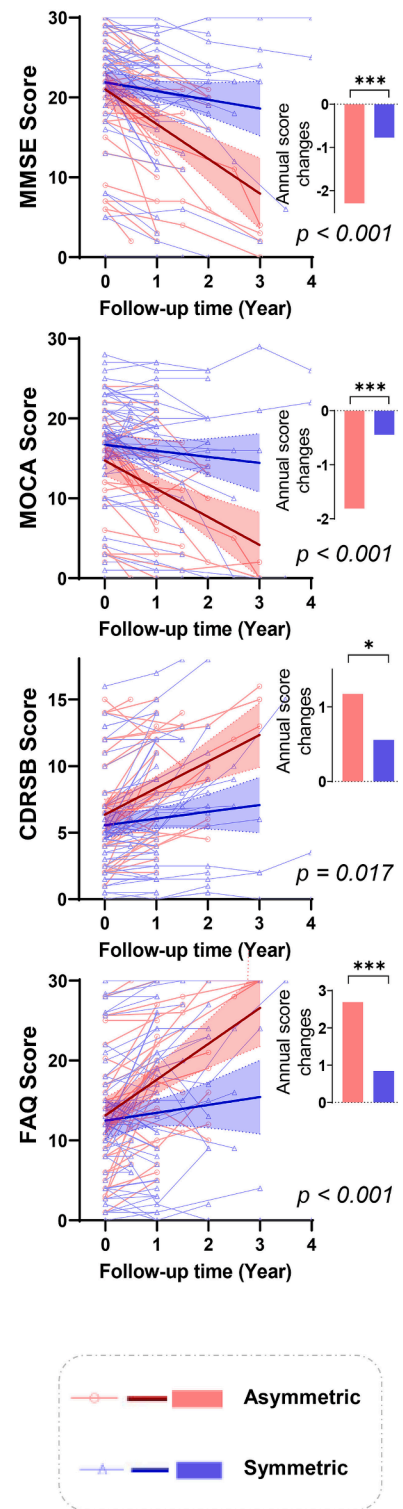 MMSE Score
30
20
10
0
0 1 2 3 4
Follow-up time (Year)
Annual score
changes
***
0
-1
-2
p < 0.001
MOCA Score
30
20
10
0
0 1 2 3 4
Follow-up time (Year)
Annual score
changes
***
0
-1
-2
p < 0.001
CDRSB Score
15
10
5
0
0 1 2 3 4
Follow-up time (Year)
Annual score
changes
*
1
0
p = 0.017
FAQ Score
30
20
10
0
0 1 2 3 4
Follow-up time (Year)
Annual score
changes
***
3
2
1
0
p < 0.001
Asymmetric
Symmetric